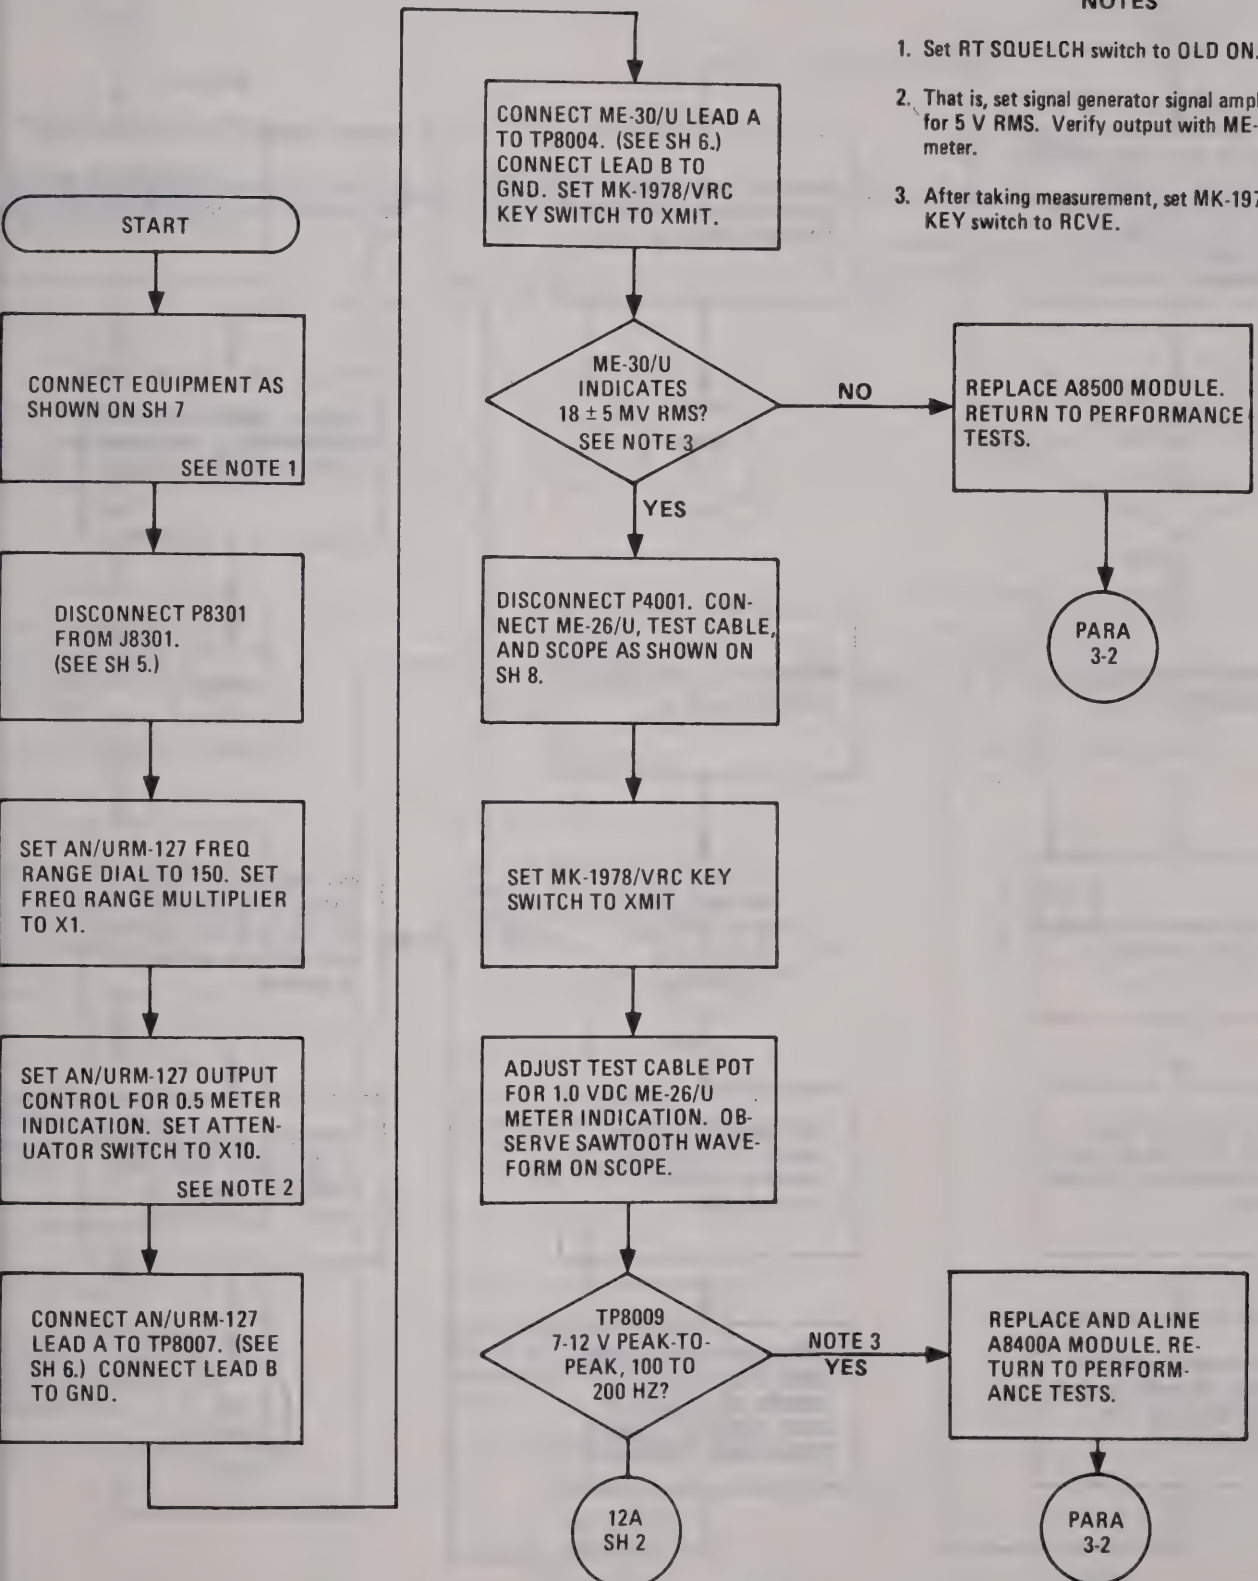 START
CONNECT EQUIPMENT AS
SHOWN ON SH 7
SEE NOTE 1
DISCONNECT P8301
FROM J8301.
(SEE SH 5.)
SET AN/URM-127 FREQ
RANGE DIAL TO 150. SET
FREQ RANGE MULTIPLIER
TO X1.
SET AN/URM-127 OUTPUT
CONTROL FOR 0.5 METER
INDICATION. SET ATTEN-
UATOR SWITCH TO X10.
SEE NOTE 2
CONNECT AN/URM-127
LEAD A TO TP8007. (SEE
SH 6.) CONNECT LEAD B
TO GND.
CONNECT ME-30/U LEAD A
TO TP8004. (SEE SH 6.)
CONNECT LEAD B TO
GND. SET MK-1978/VRC
KEY SWITCH TO XMIT.
ME-30/U
INDICATES
18 ± 5 MV RMS?
SEE NOTE 3
NO
YES
REPLACE A8500 MODULE.
RETURN TO PERFORMANCE
TESTS.
PARA
3-2
DISCONNECT P4001. CON-
NECT ME-26/U, TEST CABLE,
AND SCOPE AS SHOWN ON
SH 8.
SET MK-1978/VRC KEY
SWITCH TO XMIT
ADJUST TEST CABLE POT
FOR 1.0 VDC ME-26/U
METER INDICATION. OB-
SERVE SAWTOOTH WAVE-
FORM ON SCOPE.
TP8009
7-12 V PEAK-TO-
PEAK, 100 TO
200 HZ?
NOTE 3
YES
REPLACE AND ALINE
A8400A MODULE. RE-
TURN TO PERFORM-
ANCE TESTS.
PARA
3-2
12A
SH 2
NOTES
1. Set RT SQUELCH switch to OLD ON.
2. That is, set signal generator signal ampl
for 5 V RMS. Verify output with ME-
meter.
3. After taking measurement, set MK-197
KEY switch to RCVE.